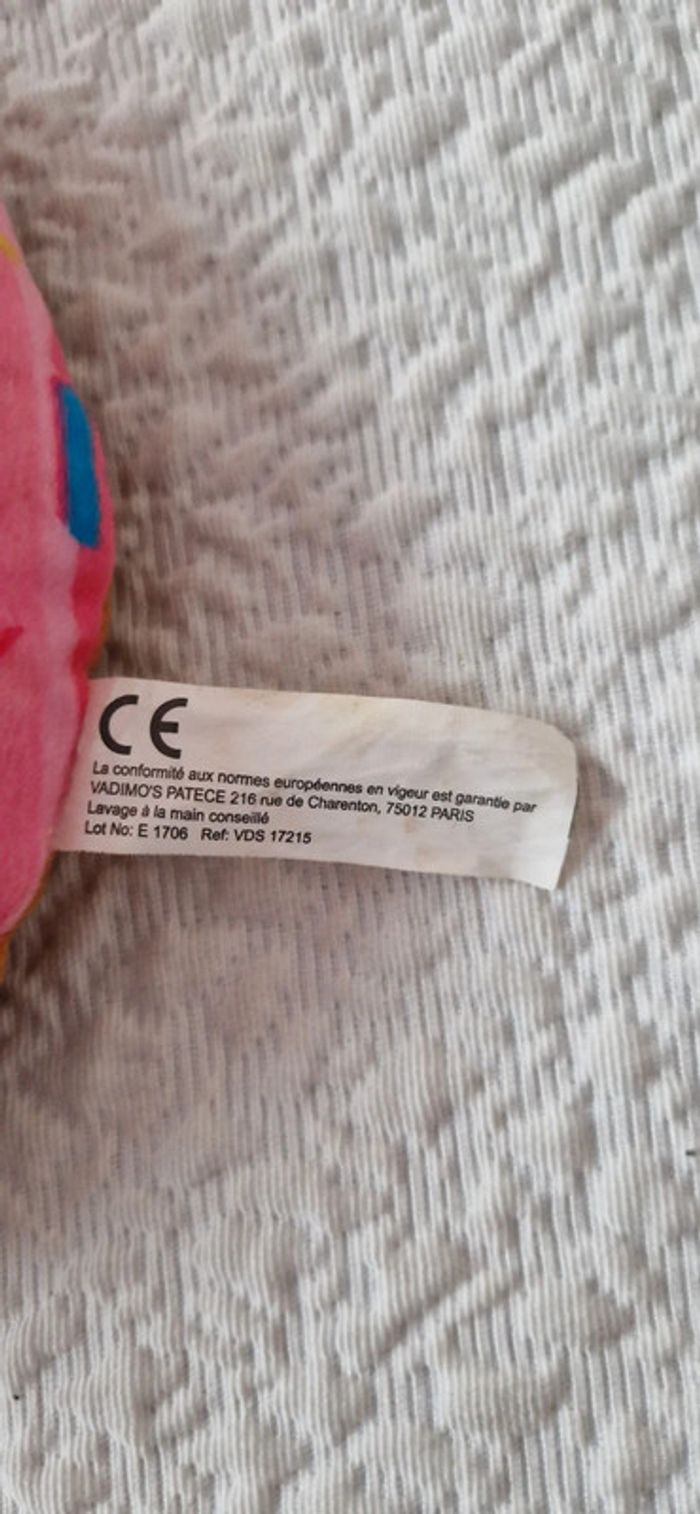 CE
La conformité aux normes européennes en vigeur est garantie par
VADIMO'S PATECE 216 rue de Charenton, 75012 PARIS
Lavage à la main conseillé
Lot No: E 1706 Ref: VDS 17215